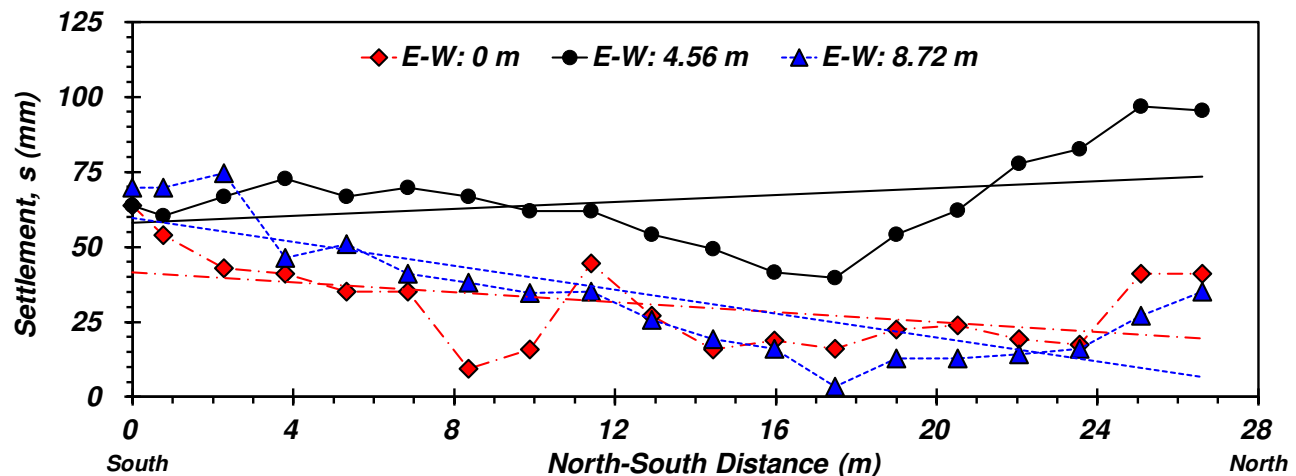 125
100
75
50
25
0
Settlement, s (mm)
E-W: 0 m E-W: 4.56 m E-W: 8.72 m
0 4 8 12 16 20 24 28
South North-South Distance (m) North